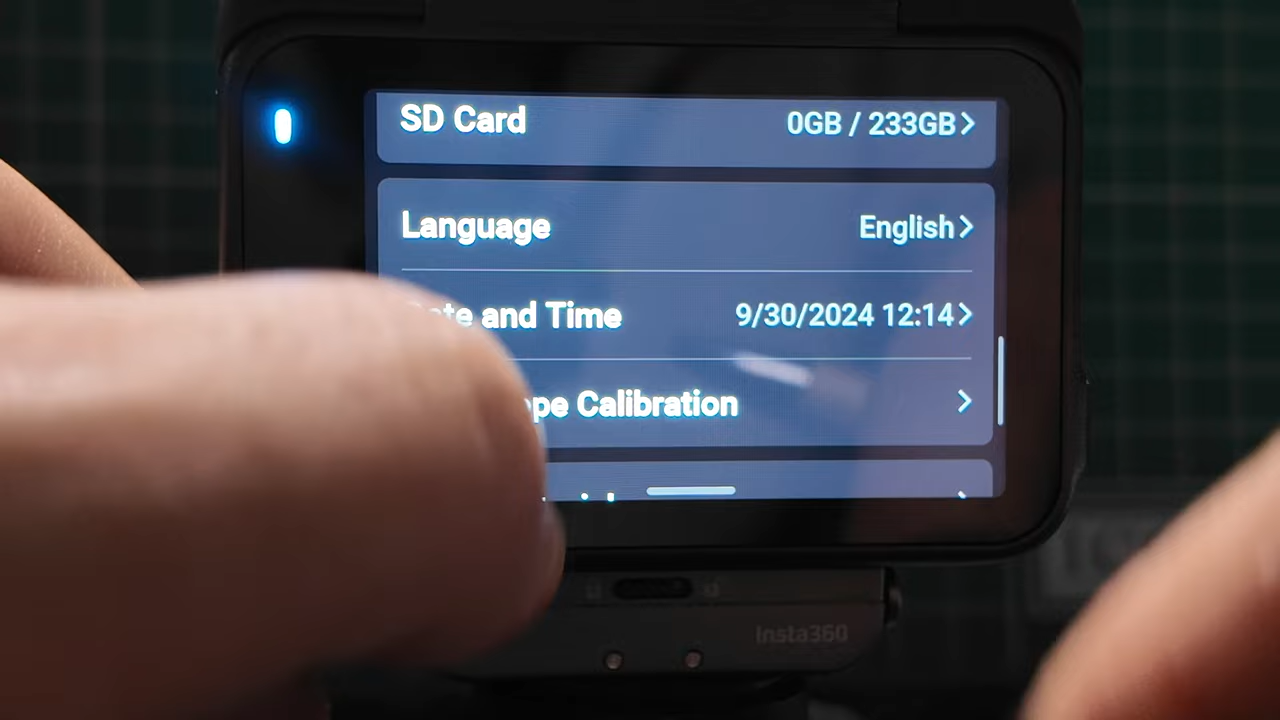 SD Card 0GB / 233GB
Language English
and Time 9/30/2024 12:14
Calibration
Insta360